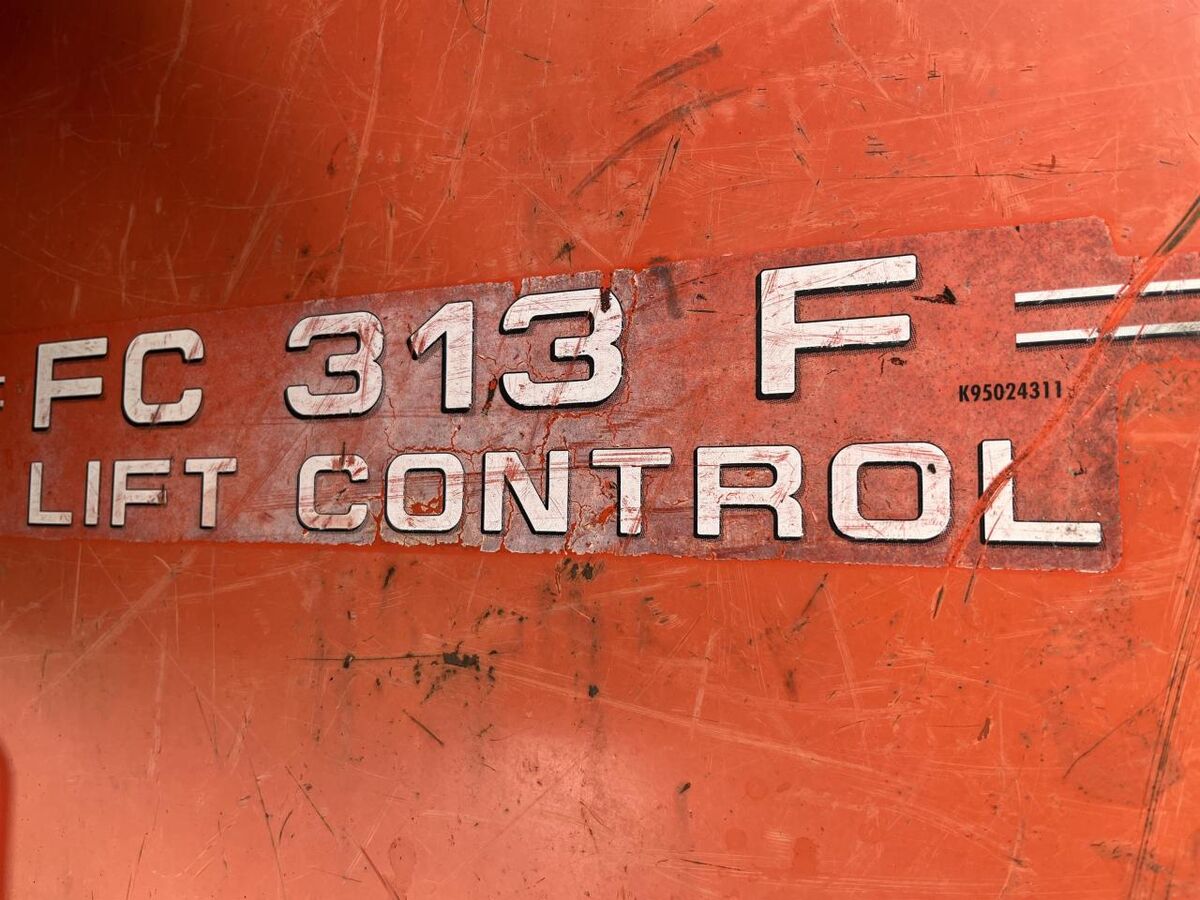 FC 313 F
K95024311
LIFT CONTROL